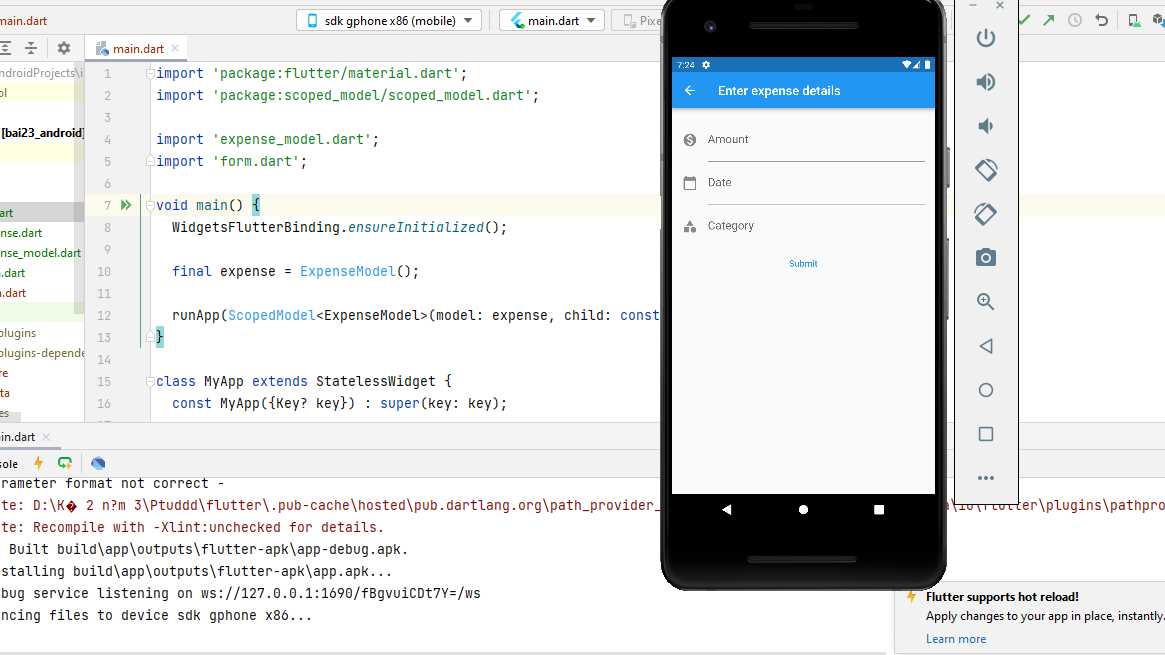 main.dart
sdk gphone x86 (mobile)
main.dart
Pixe
main.dart
ndroidProjects\i
ol
[bai23_android]
art
nse.dart
nse_model.dart
.dart
.dart
plugins
plugins-depende
re
ta
es
1 import 'package:flutter/material.dart';
2 import 'package:scoped_model/scoped_model.dart';
3
4 import 'expense_model.dart';
5 import 'form.dart';
6
7 void main() {
8 WidgetsFlutterBinding.ensureInitialized();
9
10 final expense = ExpenseModel();
11
12 runApp(ScopedModel<ExpenseModel>(model: expense, child: const
13 }
14
15 class MyApp extends StatelessWidget {
16 const MyApp({Key? key}) : super(key: key);
7:24
Enter expense details
Amount
Date
Category
Submit
in.dart
sole
rameter format not correct -
te: D:\K� 2 n?m 3\Ptuddd\flutter\.pub-cache\hosted\pub.dartlang.org\path_provider_
a\io\flutter\plugins\pathpro
te: Recompile with -Xlint:unchecked for details.
Built build\app\outputs\flutter-apk\app-debug.apk.
stalling build\app\outputs\flutter-apk\app.apk...
bug service listening on ws://127.0.0.1:1690/fBgvuiCDt7Y=/ws
ncing files to device sdk gphone x86...
Flutter supports hot reload!
Apply changes to your app in place, instantly.
Learn more